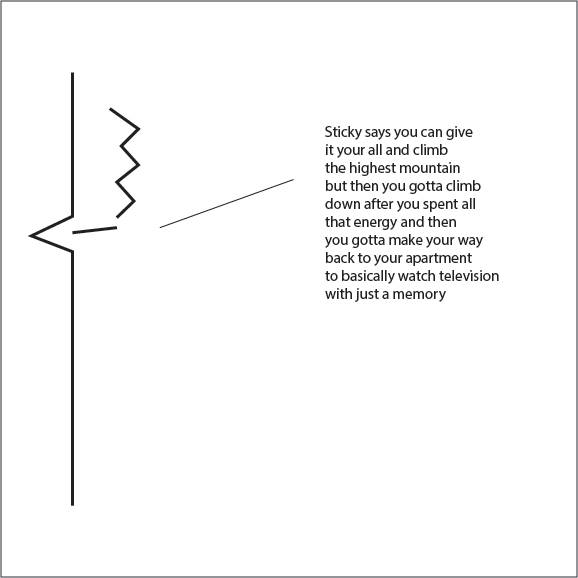 Sticky says you can give
it your all and climb
the highest mountain
but then you gotta climb
down after you spent all
that energy and then
you gotta make your way
back to your apartment
to basically watch television
with just a memory